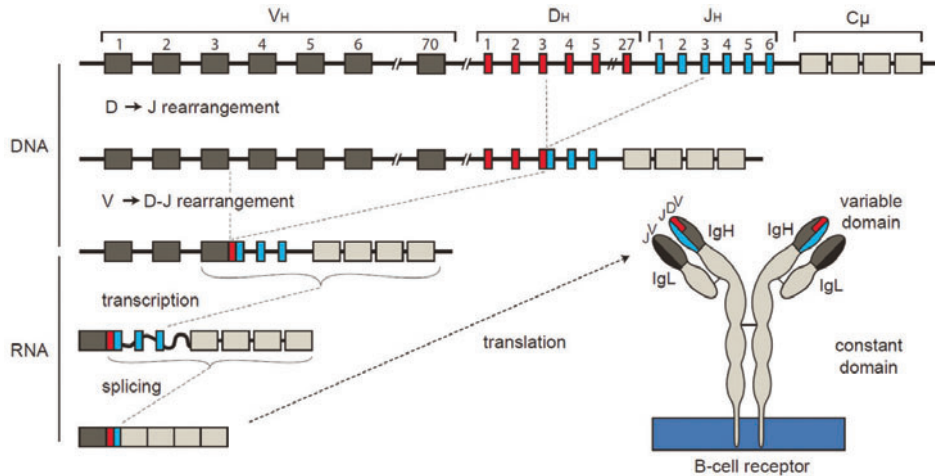 VH DH JH Cμ
1 2 3 4 5 6 70 1 2 3 4 5 27 1 2 3 4 5 6
D → J rearrangement
DNA
V → D-J rearrangement
J V J D V IgH IgH variable domain
IgL IgL
transcription
RNA
translation
constant domain
splicing
B-cell receptor